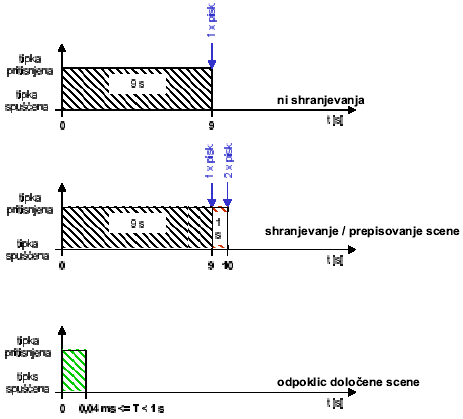 1 x pisk
tipka
pritisnjena
9 s
tipka
spuščena
ni shranjevanja
0
9
t [s]
1 x pisk
2 x pisk
tipka
pritisnjena
9 s
1
s
shranjevanje / prepisovanje scene
tipka
spuščena
0
9
10
t [s]
tipka
pritisnjena
tipks
spuščena
odpoklic določene scene
0
0,04 ms <= T < 1 s
t [s]